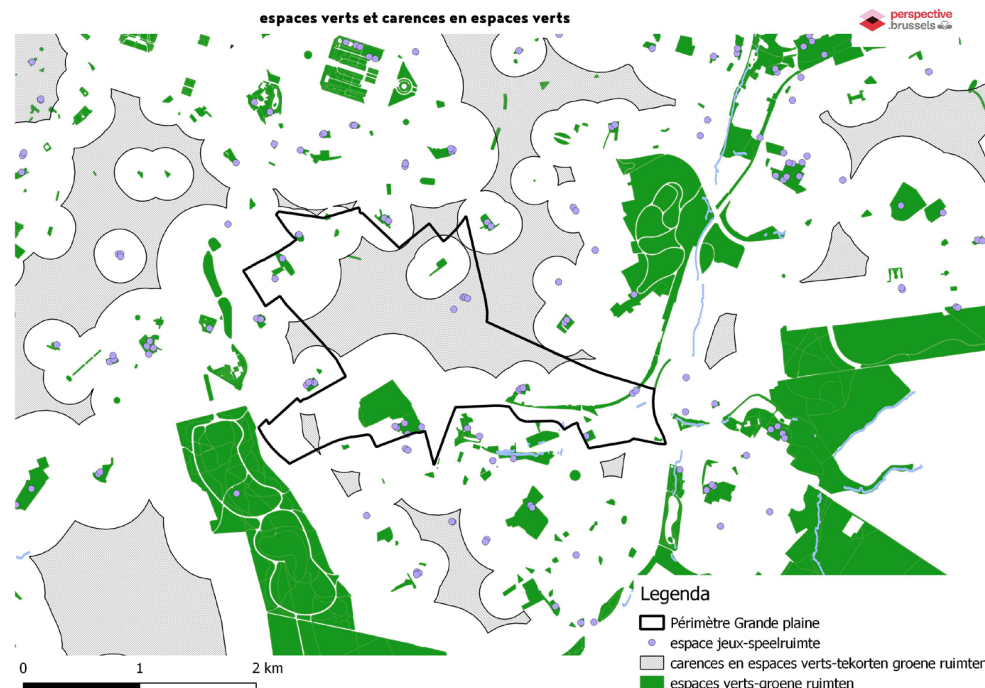 espaces verts et carences en espaces verts
perspective
.brussels
Legenda
Périmètre Grande plaine
espace jeux-speelruimte
carences en espaces verts-tekorten groene ruimten
espaces verts-groene ruimten
0 1 2 km